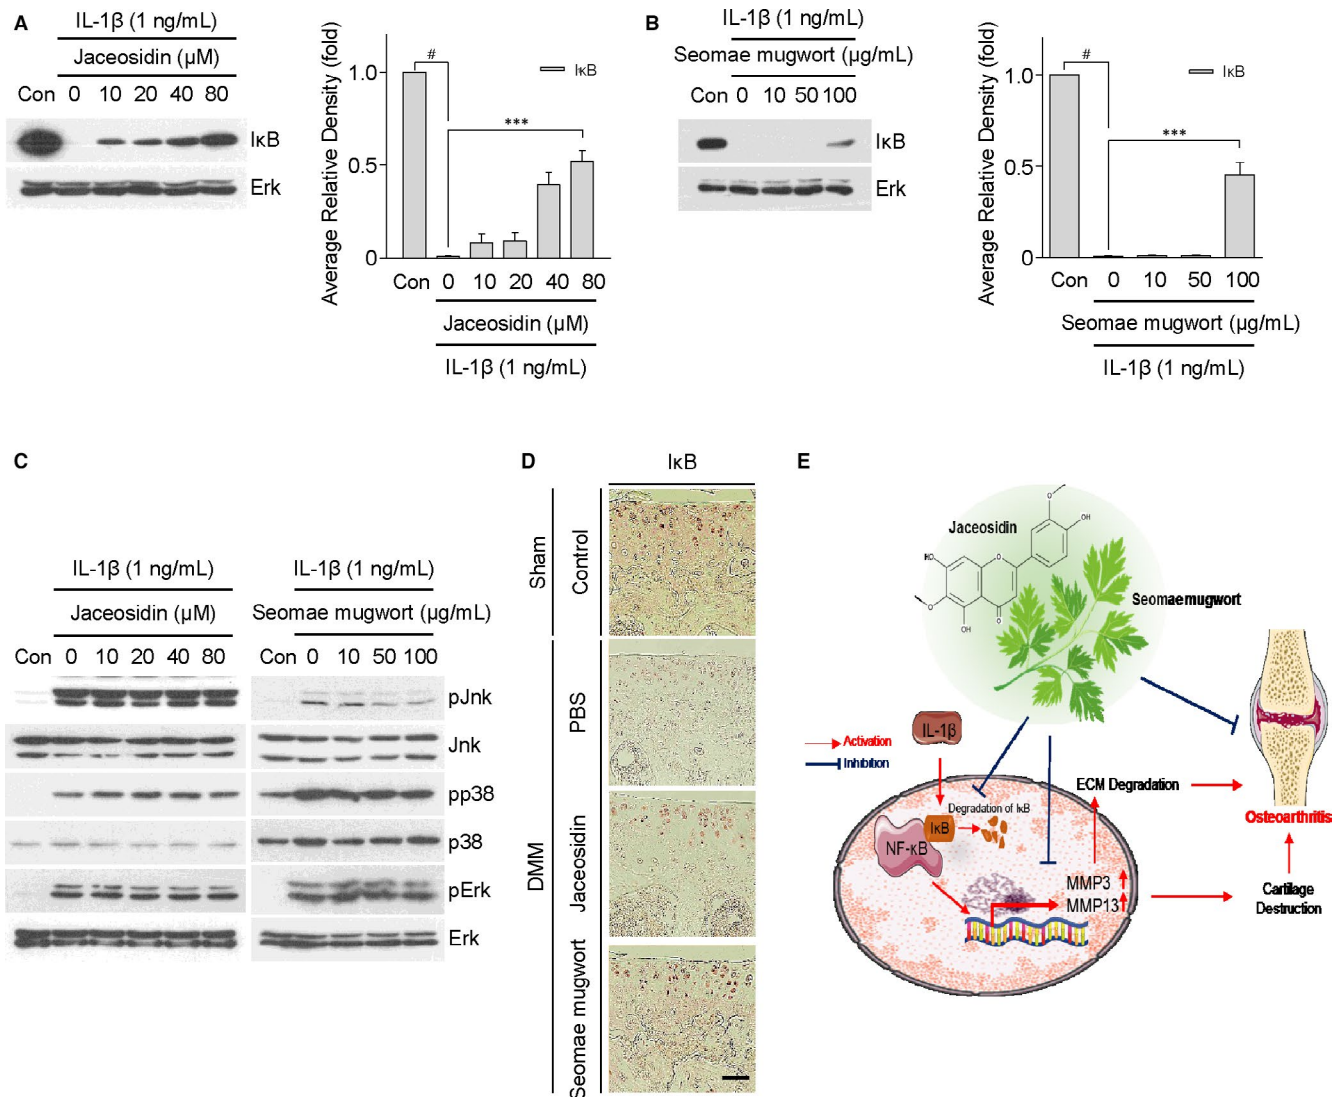 A
IL-1β (1 ng/mL)
Jaceosidin (µM)
Con 0 10 20 40 80
IκB
Erk
Average Relative Density (fold)
1.0
0.5
0
#
***
IκB
Con 0 10 20 40 80
Jaceosidin (µM)
IL-1β (1 ng/mL)
B
IL-1β (1 ng/mL)
Seomae mugwort (µg/mL)
Con 0 10 50 100
IκB
Erk
Average Relative Density (fold)
1.0
0.5
0
#
***
IκB
Con 0 10 50 100
Seomae mugwort (µg/mL)
IL-1β (1 ng/mL)
C
IL-1β (1 ng/mL)
Jaceosidin (µM)
Con 0 10 20 40 80
IL-1β (1 ng/mL)
Seomae mugwort (µg/mL)
Con 0 10 50 100
pJnk
Jnk
pp38
p38
pErk
Erk
D
IκB
Sham
Control
DMM
PBS
Jaceosidin
Seomae mugwort
E
Jaceosidin
O
OH
HO
O
O
OH
O
Seomae mugwort
IL-1β
Activation
Inhibition
Degradation of IκB
IκB
NF-κB
MMP3
MMP13
ECM Degradation
Osteoarthritis
Cartilage
Destruction